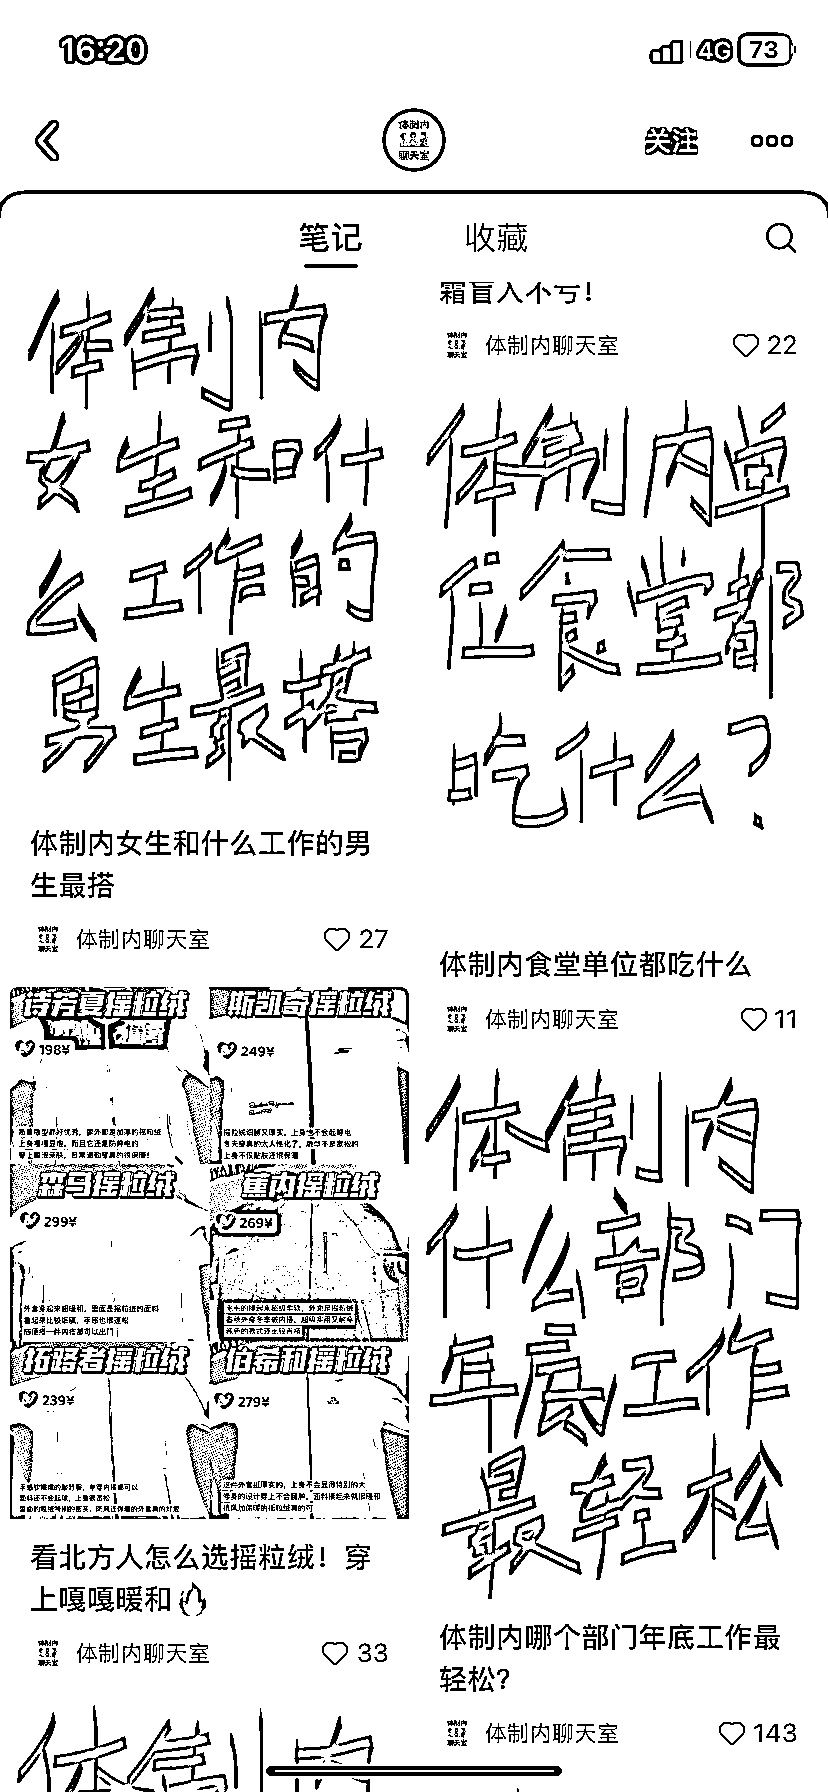 16:20
4G 73
体制内
聊天室
关注
笔记
收藏
体制内
女生和什
么工作的
男生最搭
体制内女生和什么工作的男
生最搭
体制内聊天室
27
诗芳夏摇粒绒
198¥
斯凯奇摇粒绒
249¥
森马摇粒绒
299¥
蕉内摇粒绒
269¥
拓路者摇粒绒
239¥
伯希和摇粒绒
279¥
看北方人怎么选摇粒绒！穿
上嘎嘎暖和🔥
体制内聊天室
33
体制内
霜盲入不亏！
体制内聊天室
22
体制内单
位食堂都
吃什么？
体制内食堂单位都吃什么
体制内聊天室
11
体制内
什么部门
年底工作
最轻松
体制内哪个部门年底工作最
轻松？
体制内聊天室
143